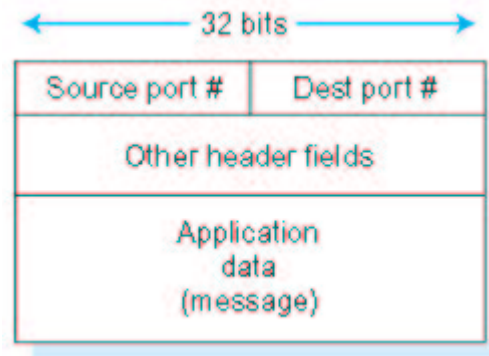 32 bits
Source port # Dest port #
Other header fields
Application
data
(message)